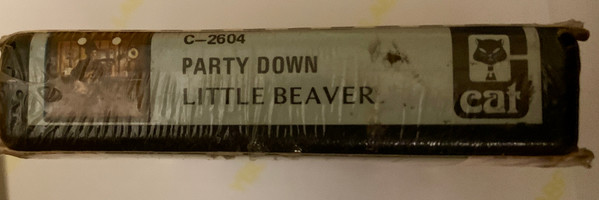 C-2604
PARTY DOWN
LITTLE BEAVER
cat